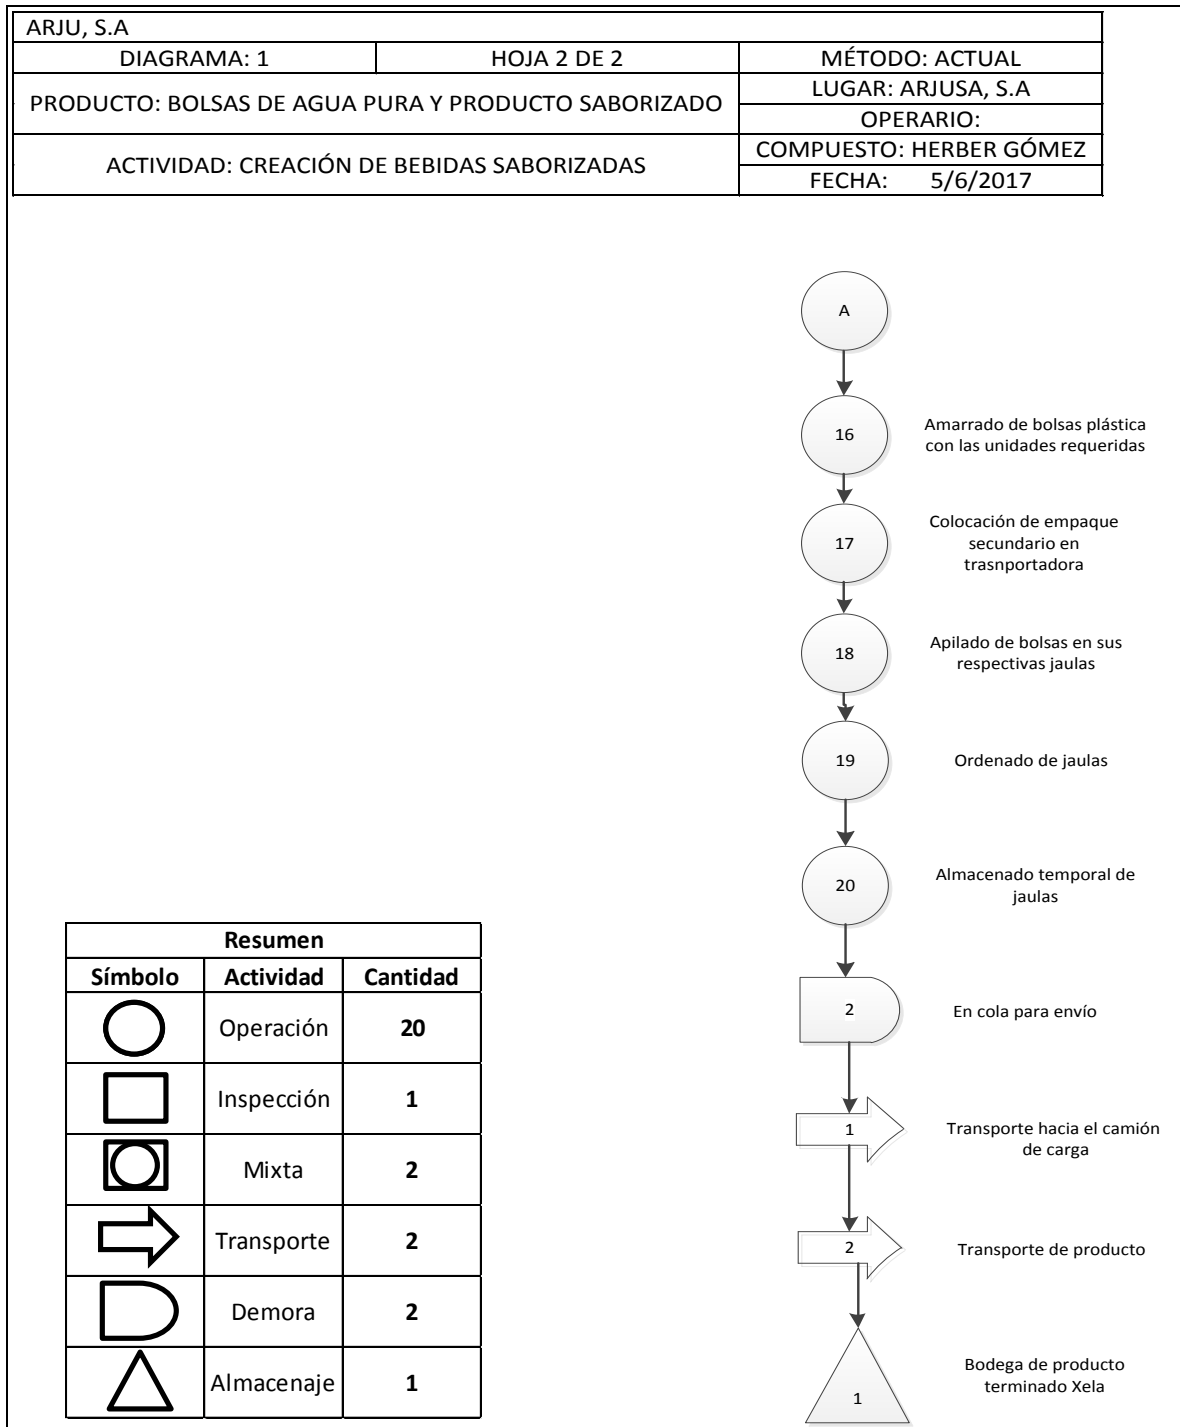 ARJU, S.A
DIAGRAMA: 1
HOJA 2 DE 2
MÉTODO: ACTUAL
PRODUCTO: BOLSAS DE AGUA PURA Y PRODUCTO SABORIZADO
LUGAR: ARJUSA, S.A
OPERARIO:
ACTIVIDAD: CREACIÓN DE BEBIDAS SABORIZADAS
COMPUESTO: HERBER GÓMEZ
FECHA: 5/6/2017
A
16
Amarrado de bolsas plástica
con las unidades requeridas
17
Colocación de empaque
secundario en
trasnportadora
18
Apilado de bolsas en sus
respectivas jaulas
19
Ordenado de jaulas
20
Almacenado temporal de
jaulas
2
En cola para envío
1
Transporte hacia el camión
de carga
2
Transporte de producto
1
Bodega de producto
terminado Xela
Resumen
Símbolo Actividad Cantidad
Operación 20
Inspección 1
Mixta 2
Transporte 2
Demora 2
Almacenaje 1